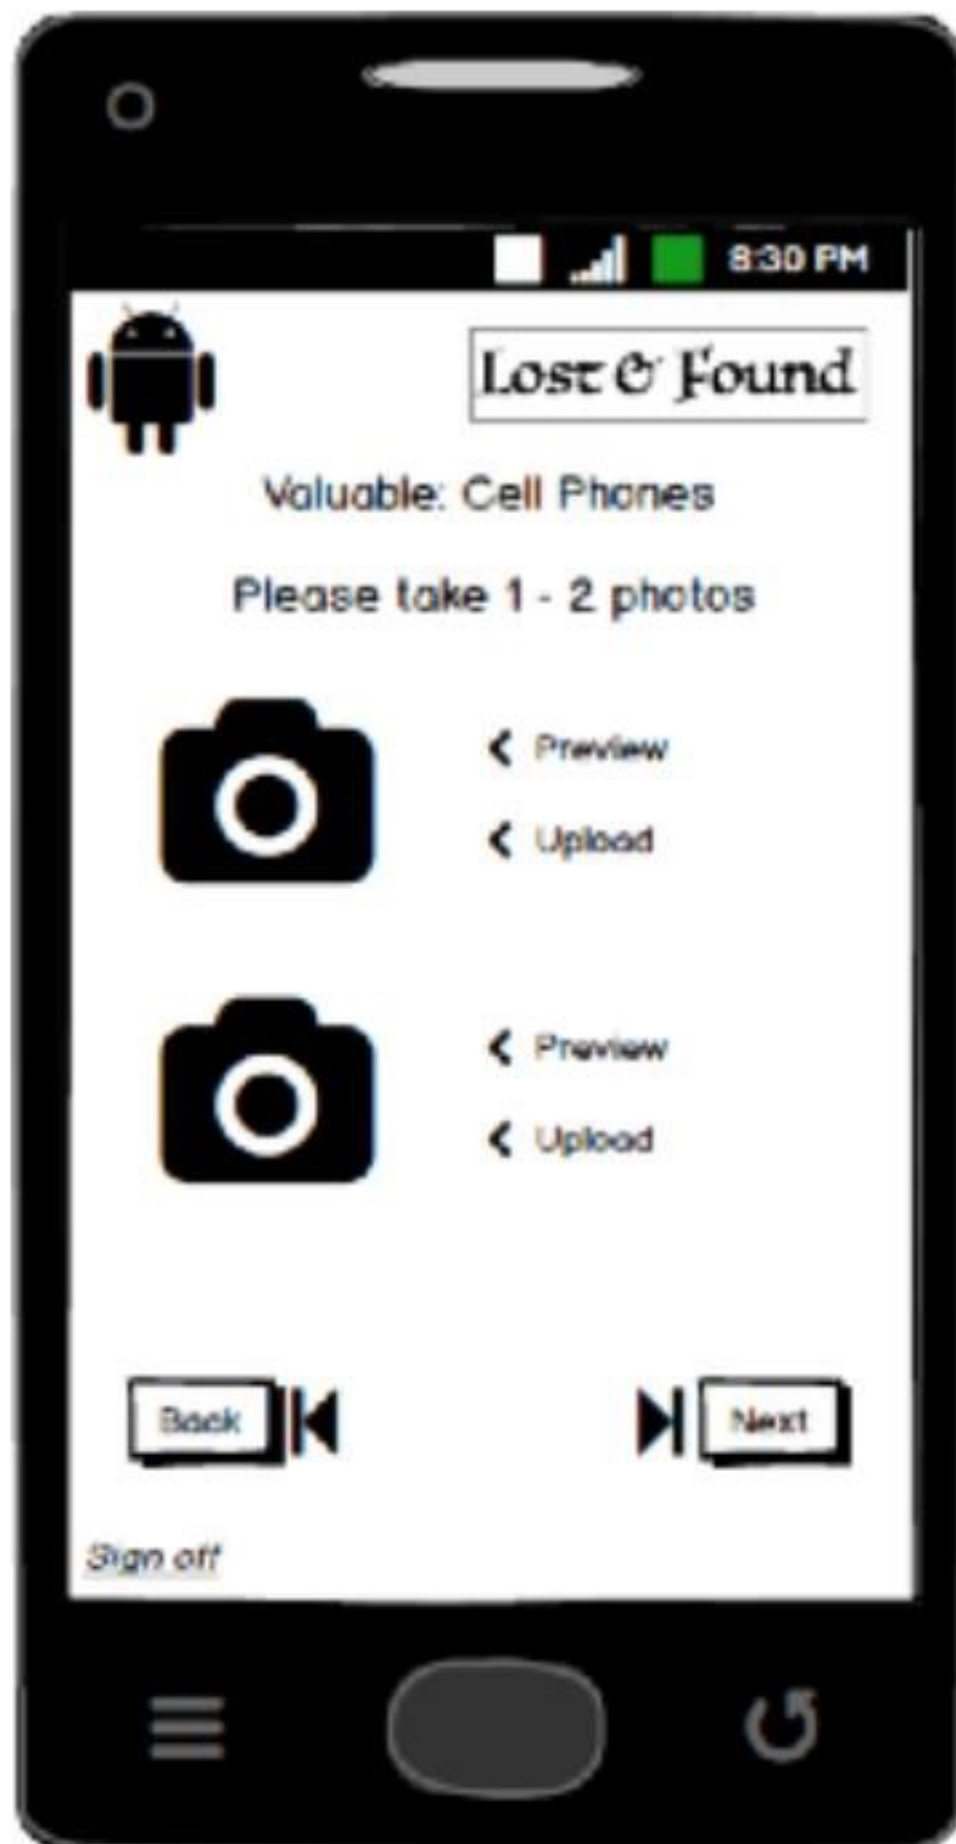 8:30 PM
Lost & Found
Valuable: Cell Phones
Please take 1 - 2 photos
Preview
Upload
Preview
Upload
Back
Next
Sign off